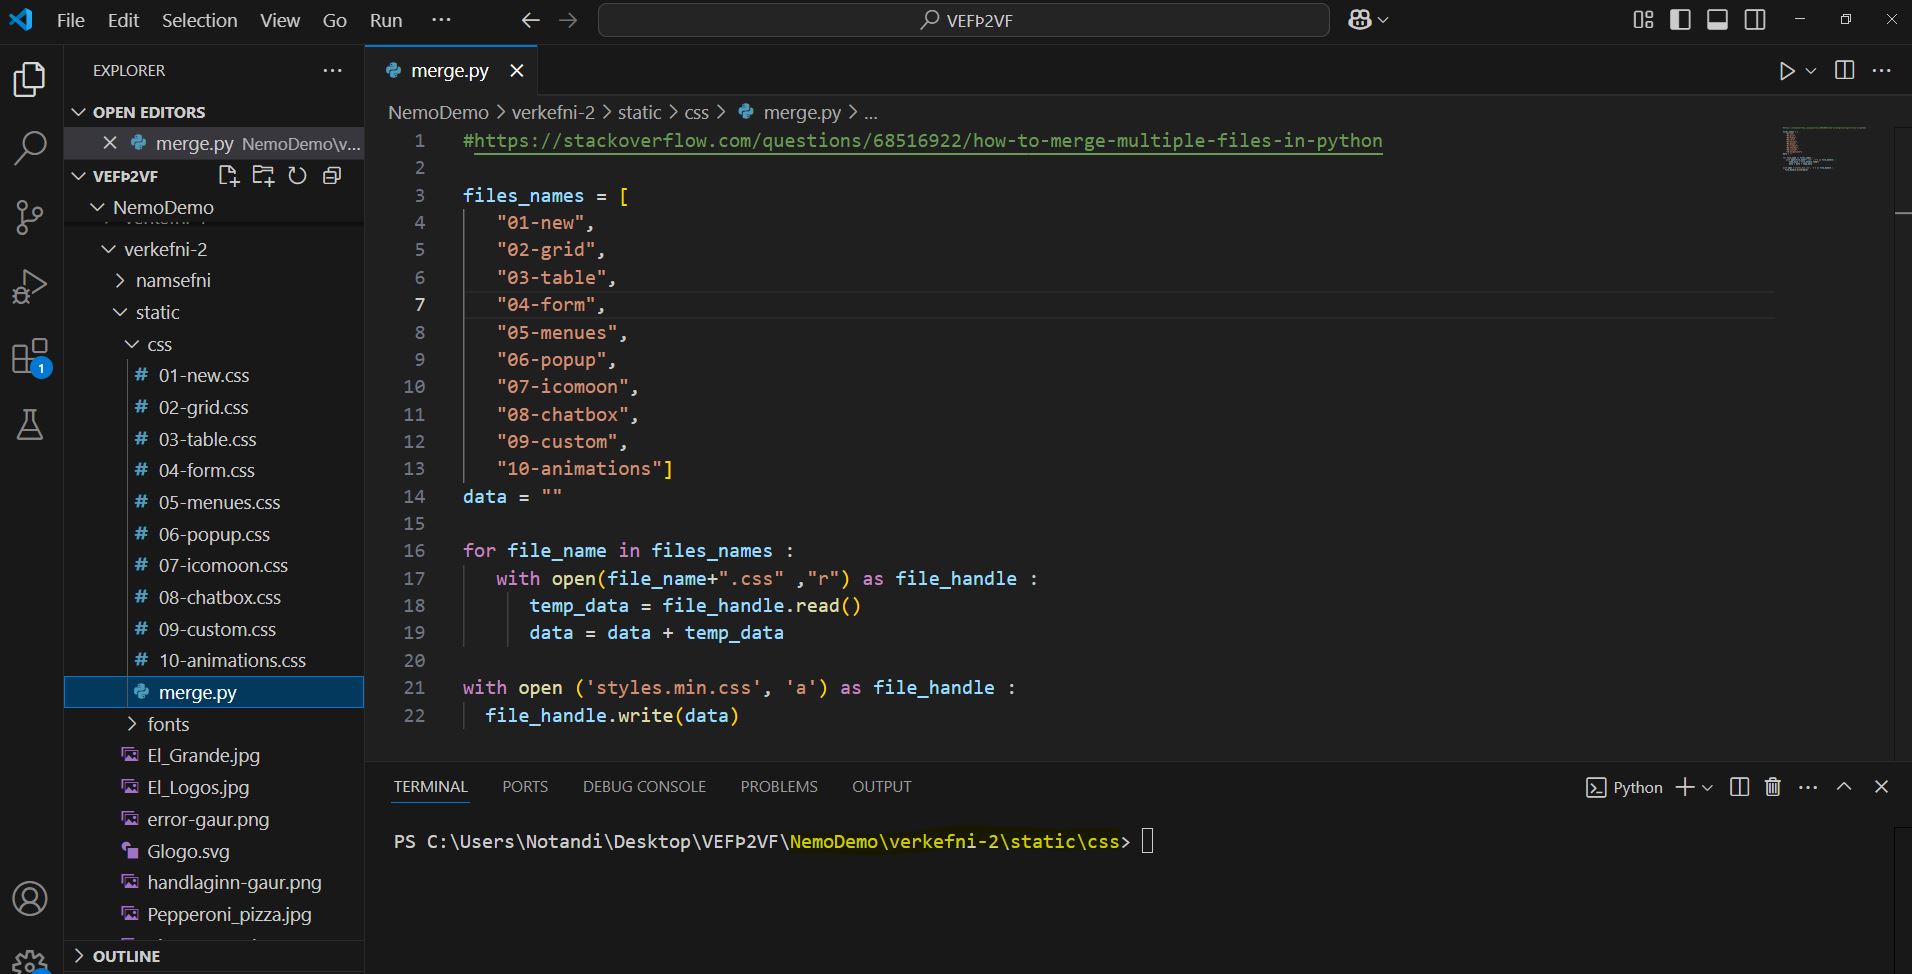 File Edit Selection View Go Run ··· VEFÞ2VF
EXPLORER ···
OPEN EDITORS
merge.py NemoDemo\v...
VEFÞ2VF
NemoDemo
verkefni-2
namsefni
static
css
01-new.css
02-grid.css
03-table.css
04-form.css
05-menues.css
06-popup.css
07-icomoon.css
08-chatbox.css
09-custom.css
10-animations.css
merge.py
fonts
El_Grande.jpg
El_Logos.jpg
error-gaur.png
Glogo.svg
handlaginn-gaur.png
Pepperoni_pizza.jpg
OUTLINE
1
merge.py
NemoDemo > verkefni-2 > static > css > merge.py > ...
1 #https://stackoverflow.com/questions/68516922/how-to-merge-multiple-files-in-python
2
3 files_names = [
4 "01-new",
5 "02-grid",
6 "03-table",
7 "04-form",
8 "05-menues",
9 "06-popup",
10 "07-icomoon",
11 "08-chatbox",
12 "09-custom",
13 "10-animations"]
14 data = ""
15
16 for file_name in files_names :
17 with open(file_name+".css" ,"r") as file_handle :
18 temp_data = file_handle.read()
19 data = data + temp_data
20
21 with open ('styles.min.css', 'a') as file_handle :
22 file_handle.write(data)
TERMINAL PORTS DEBUG CONSOLE PROBLEMS OUTPUT Python
PS C:\Users\Notandi\Desktop\VEFÞ2VF\NemoDemo\verkefni-2\static\css>